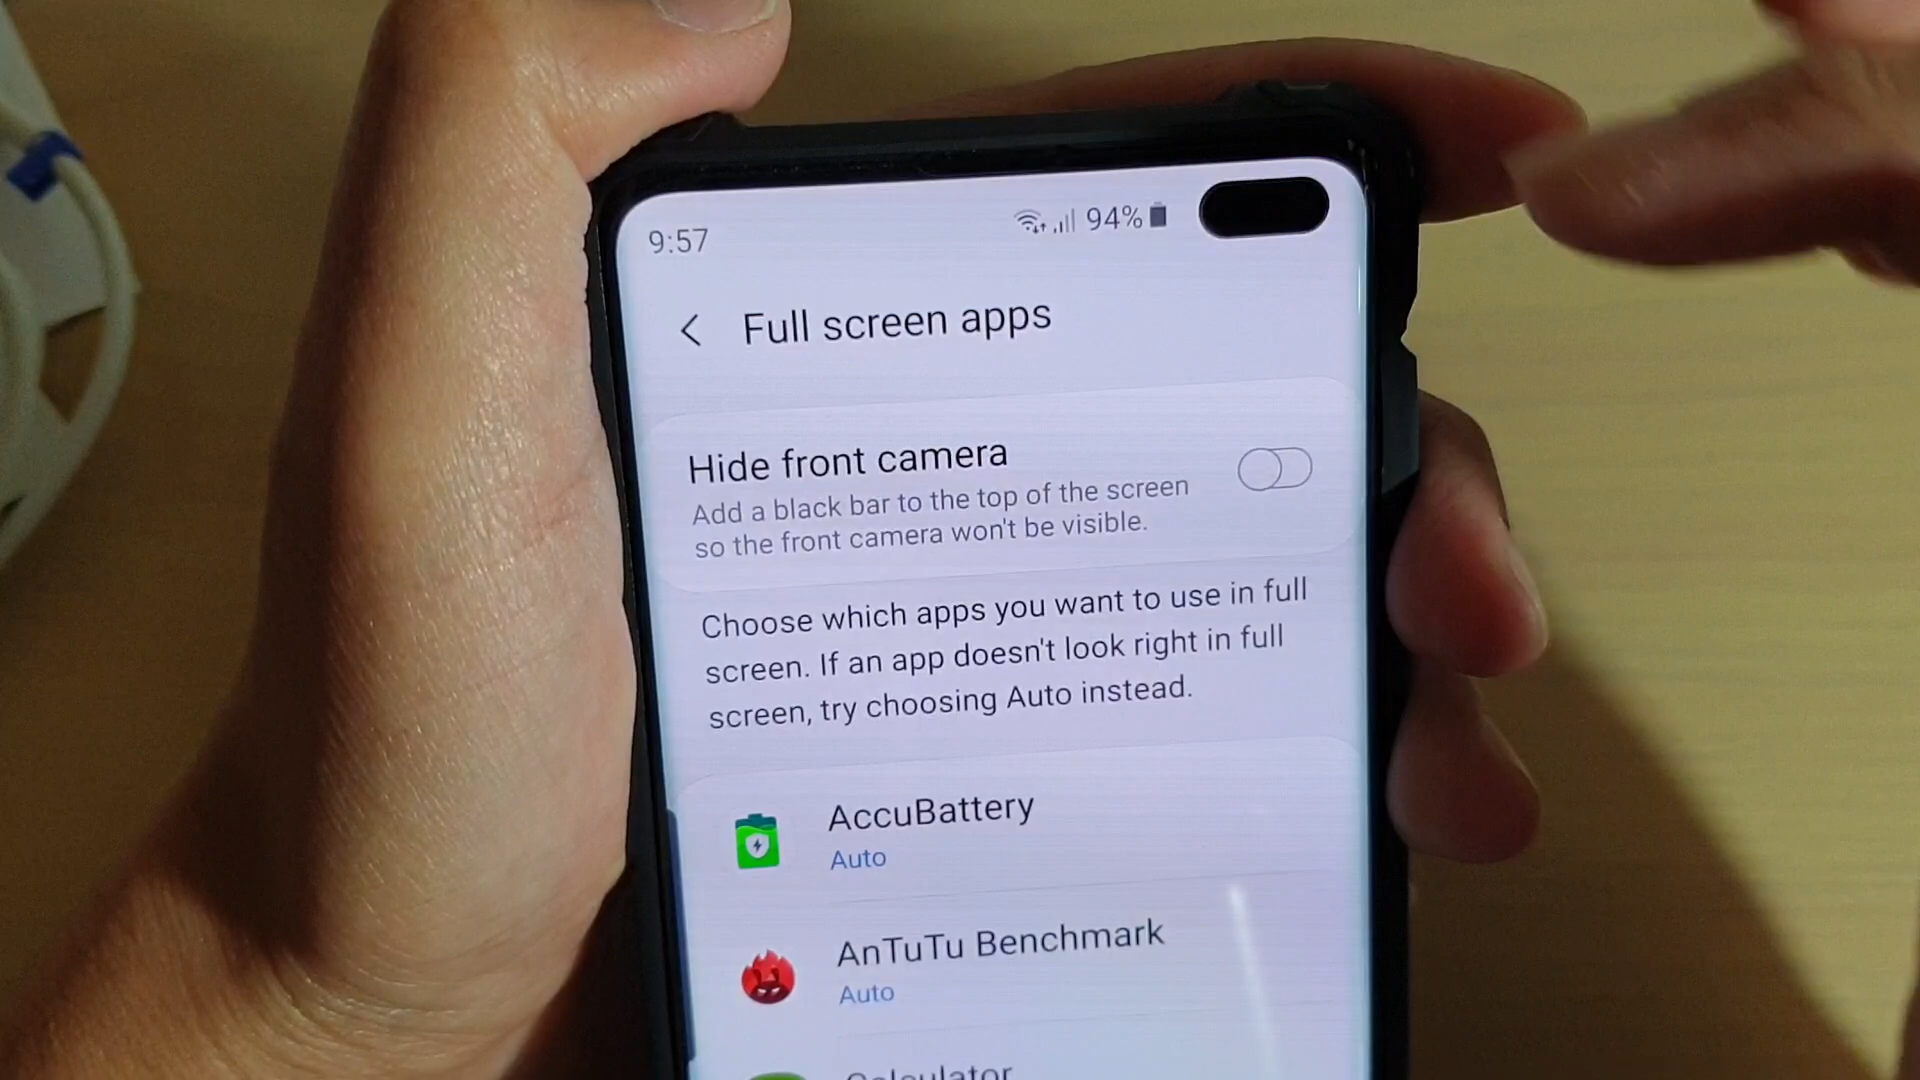 9:57
94%
Full screen apps
Hide front camera
Add a black bar to the top of the screen
so the front camera won't be visible.
Choose which apps you want to use in full
screen. If an app doesn't look right in full
screen, try choosing Auto instead.
AccuBattery
Auto
AnTuTu Benchmark
Auto
Calculator